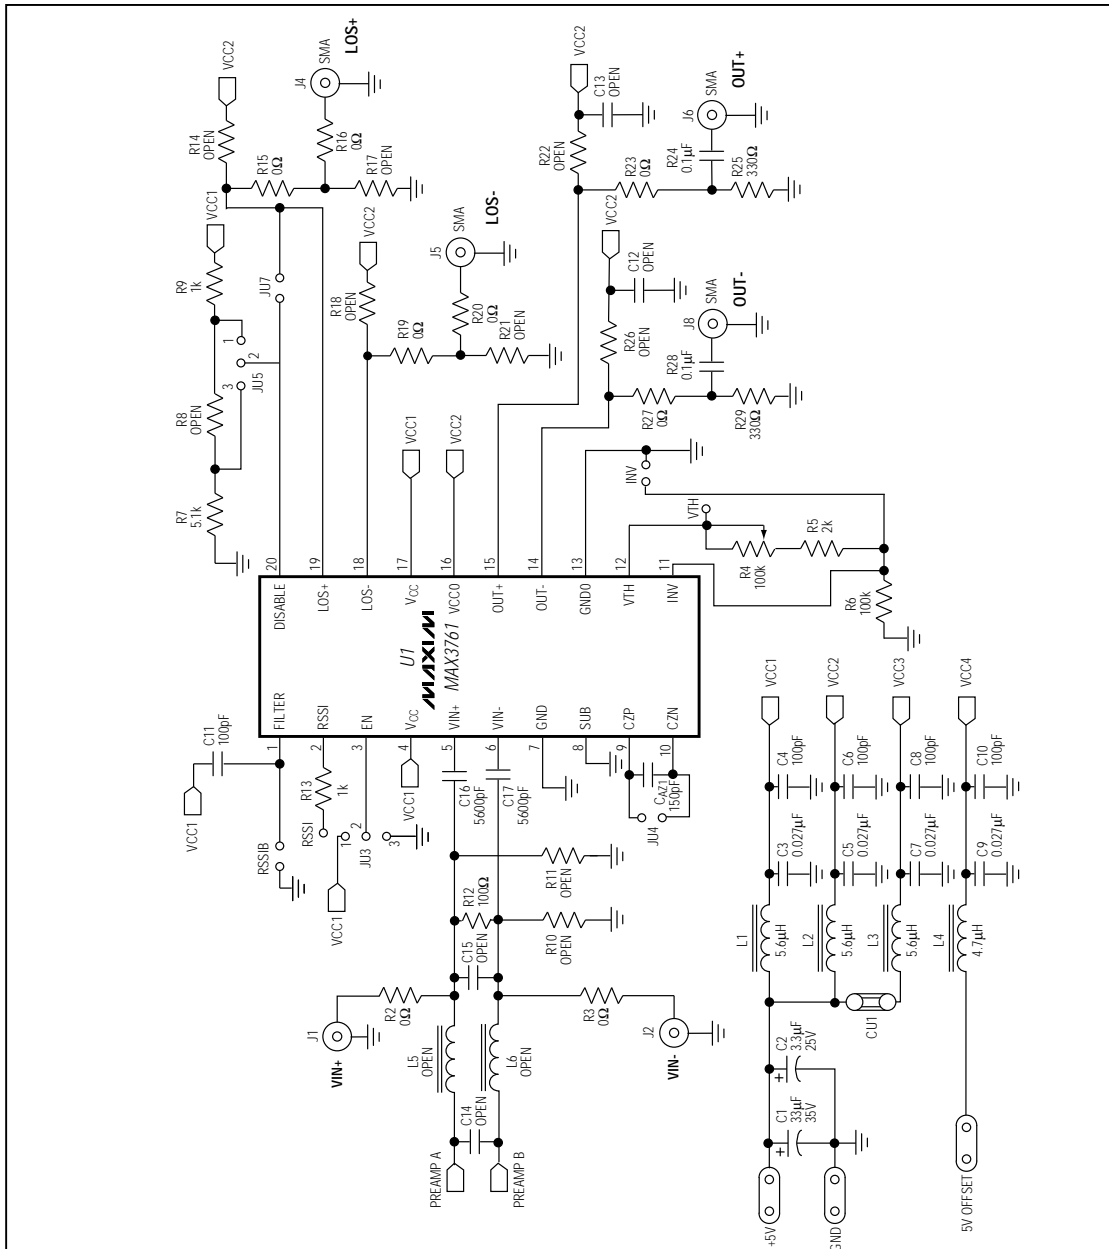 VCC2
R14
OPEN
R15
0Ω
J4
SMA
LOS+
R16
0Ω
R17
OPEN
VCC1
R9
1k
JU7
1
2
3
JU5
R8
OPEN
R7
5.1k
VCC2
R18
OPEN
R19
0Ω
J5
SMA
LOS-
R20
0Ω
R21
OPEN
VCC2
C13
OPEN
R22
OPEN
R23
0Ω
J6
SMA
OUT+
R24
0.1µF
R25
330Ω
VCC2
C12
OPEN
R26
OPEN
R27
0Ω
J8
SMA
OUT-
R28
0.1µF
R29
330Ω
VCC1
VCC2
INV
VTH
R4
100k
R5
2k
R6
100k
20
19
18
17
16
15
14
13
12
11
DISABLE
LOS+
LOS-
VCC
VCC0
OUT+
OUT-
GND0
VTH
INV
U1
MAXIM
MAX3761
FILTER
RSSI
EN
VCC
VIN+
VIN-
GND
SUB
CZP
CZN
1
2
3
4
5
6
7
8
9
10
C11
100pF
VCC1
RSSIB
R13
1k
RSSI
VCC1
1
2
3
JU3
VCC1
C16
5600pF
C17
5600pF
CAZ1
150pF
JU4
R11
OPEN
R12
100Ω
R10
OPEN
C15
OPEN
J1
VIN+
R2
0Ω
R3
0Ω
J2
VIN-
L5
OPEN
L6
OPEN
C14
OPEN
PREAMP A
PREAMP B
VCC1
VCC2
VCC3
VCC4
C4
100pF
C6
100pF
C8
100pF
C10
100pF
C3
0.027µF
C5
0.027µF
C7
0.027µF
C9
0.027µF
L1
5.6µH
L2
5.6µH
L3
5.6µH
L4
4.7µH
CU1
C2
3.3µF
25V
C1
33µF
35V
+5V
GND
5V OFFSET